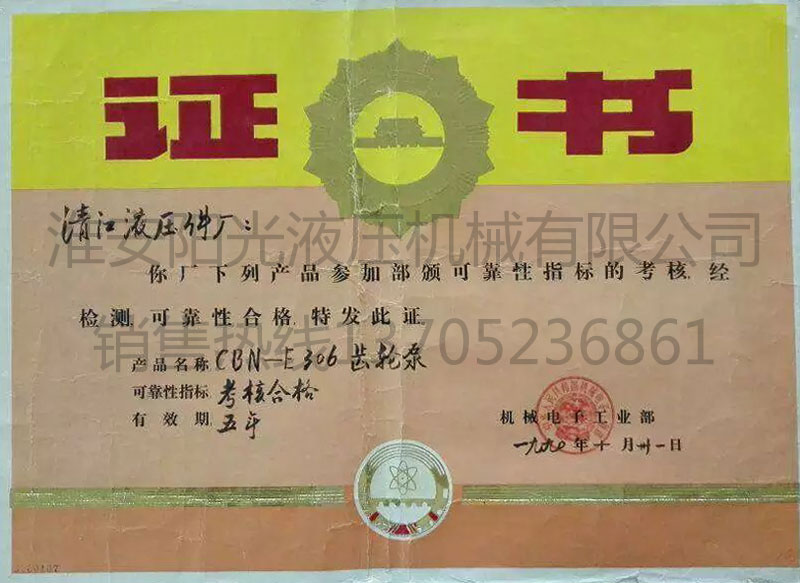 证书
清江液压件厂：
淮安阳光液压机械有限公司
你厂下列产品参加部颁可靠性指标的考核，经
检测，可靠性合格，特发此证。
销售热线13705236861
产品名称 CBN-E306齿轮泵
可靠性指标 考核合格
有效期 五年
机械电子工业部
一九九〇年十月卅一日